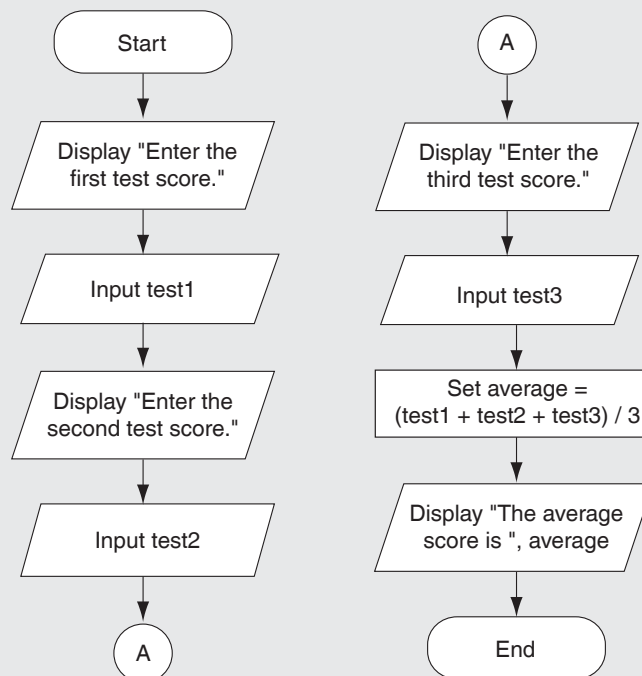 Start
Display "Enter the
first test score."
Input test1
Display "Enter the
second test score."
Input test2
A
A
Display "Enter the
third test score."
Input test3
Set average =
(test1 + test2 + test3) / 3
Display "The average
score is ", average
End